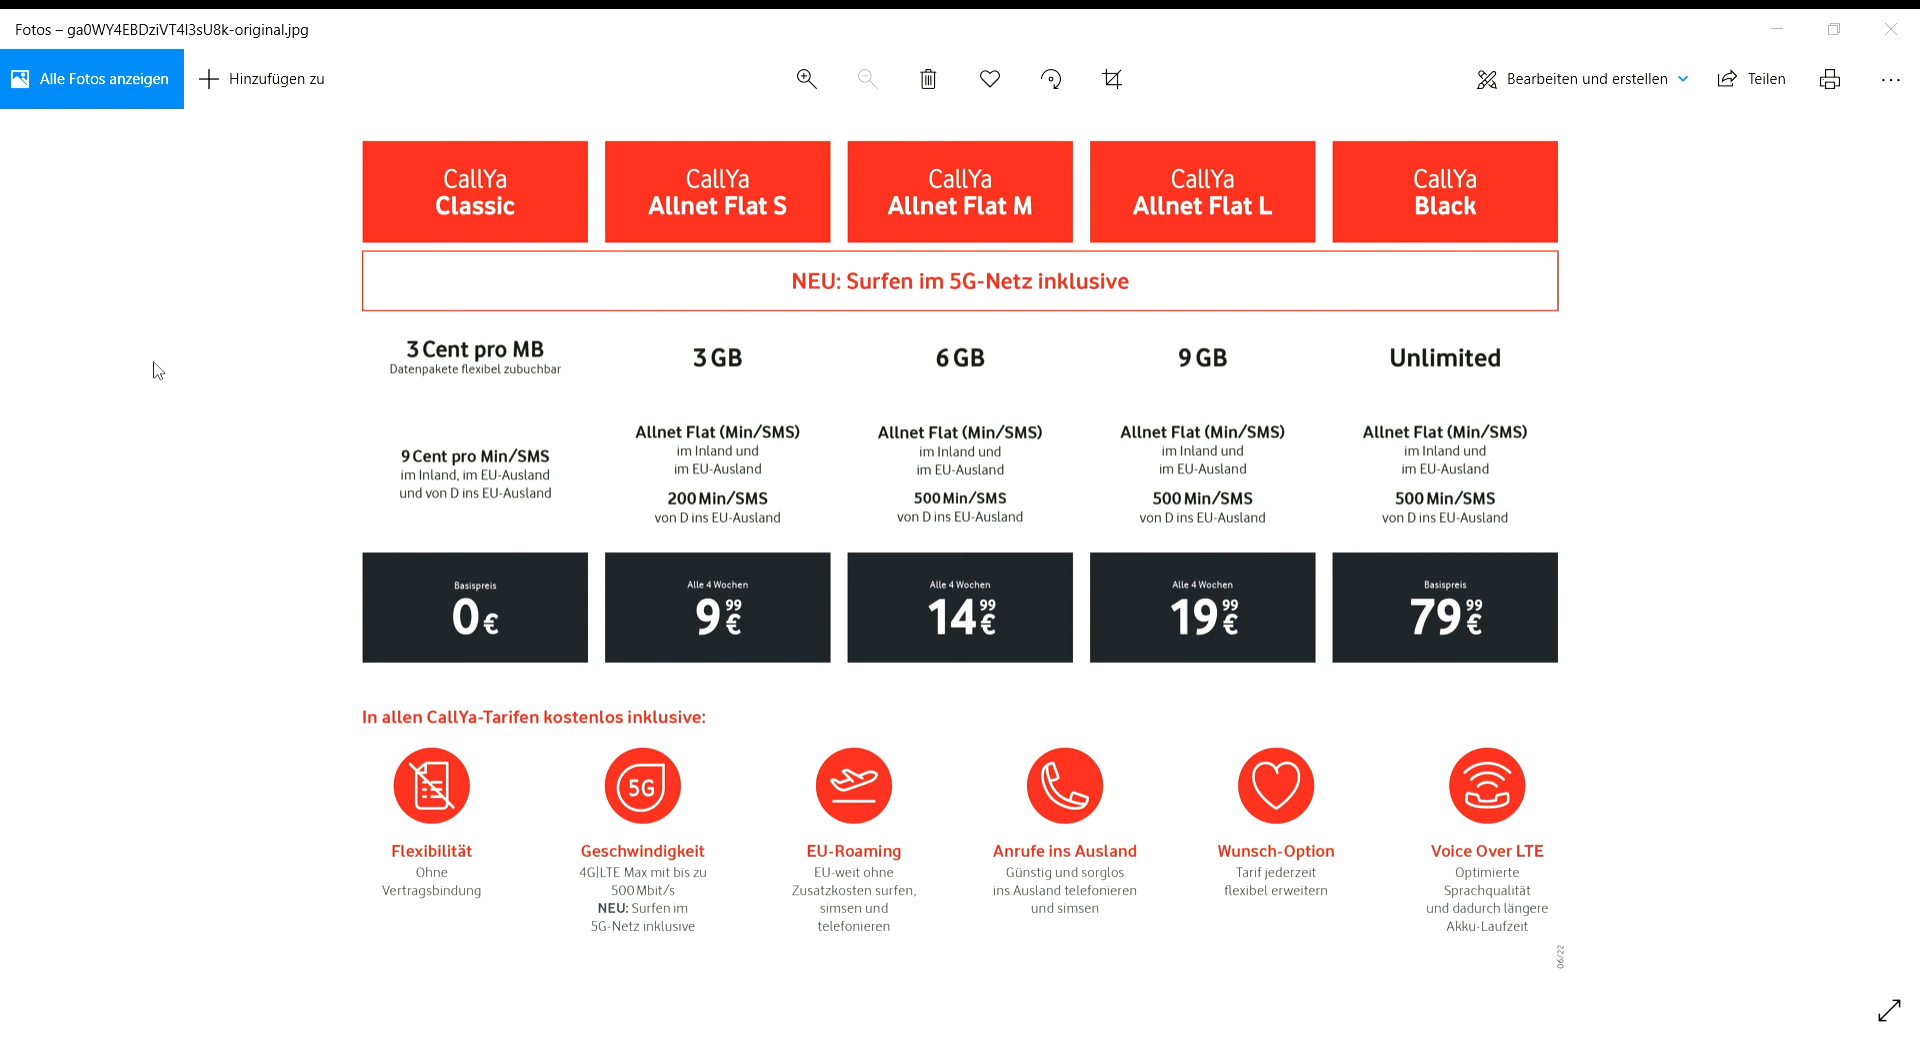 Fotos – ga0WY4EBDziVT4I3sU8k-original.jpg
Alle Fotos anzeigen
Hinzufügen zu
Bearbeiten und erstellen
Teilen
CallYa
Classic
CallYa
Allnet Flat S
CallYa
Allnet Flat M
CallYa
Allnet Flat L
CallYa
Black
NEU: Surfen im 5G-Netz inklusive
3 Cent pro MB
Datenpakete flexibel zubuchbar
3 GB
6 GB
9 GB
Unlimited
9 Cent pro Min/SMS
im Inland, im EU-Ausland
und von D ins EU-Ausland
Allnet Flat (Min/SMS)
im Inland und
im EU-Ausland
200 Min/SMS
von D ins EU-Ausland
Allnet Flat (Min/SMS)
im Inland und
im EU-Ausland
500 Min/SMS
von D ins EU-Ausland
Allnet Flat (Min/SMS)
im Inland und
im EU-Ausland
500 Min/SMS
von D ins EU-Ausland
Allnet Flat (Min/SMS)
im Inland und
im EU-Ausland
500 Min/SMS
von D ins EU-Ausland
Basispreis
0 €
Alle 4 Wochen
9 99 €
Alle 4 Wochen
14 99 €
Alle 4 Wochen
19 99 €
Basispreis
79 99 €
In allen CallYa-Tarifen kostenlos inklusive:
5G
Flexibilität
Ohne
Vertragsbindung
Geschwindigkeit
4G|LTE Max mit bis zu
500 Mbit/s
NEU: Surfen im
5G-Netz inklusive
EU-Roaming
EU-weit ohne
Zusatzkosten surfen,
simsen und
telefonieren
Anrufe ins Ausland
Günstig und sorglos
ins Ausland telefonieren
und simsen
Wunsch-Option
Tarif jederzeit
flexibel erweitern
Voice Over LTE
Optimierte
Sprachqualität
und dadurch längere
Akku-Laufzeit
06/22